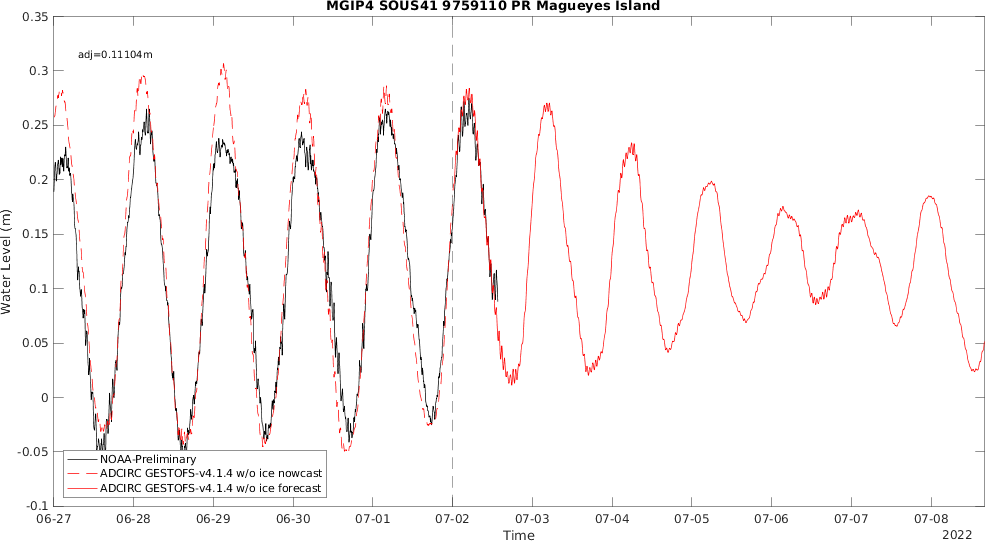 MGIP4 SOUS41 9759110 PR Magueyes Island
0.35
adj=0.11104m
0.3
0.25
0.2
0.15
0.1
0.05
0
-0.05
-0.1
Water Level (m)
NOAA-Preliminary
ADCIRC GESTOFS-v4.1.4 w/o ice nowcast
ADCIRC GESTOFS-v4.1.4 w/o ice forecast
06-27 06-28 06-29 06-30 07-01 07-02 07-03 07-04 07-05 07-06 07-07 07-08
Time
2022